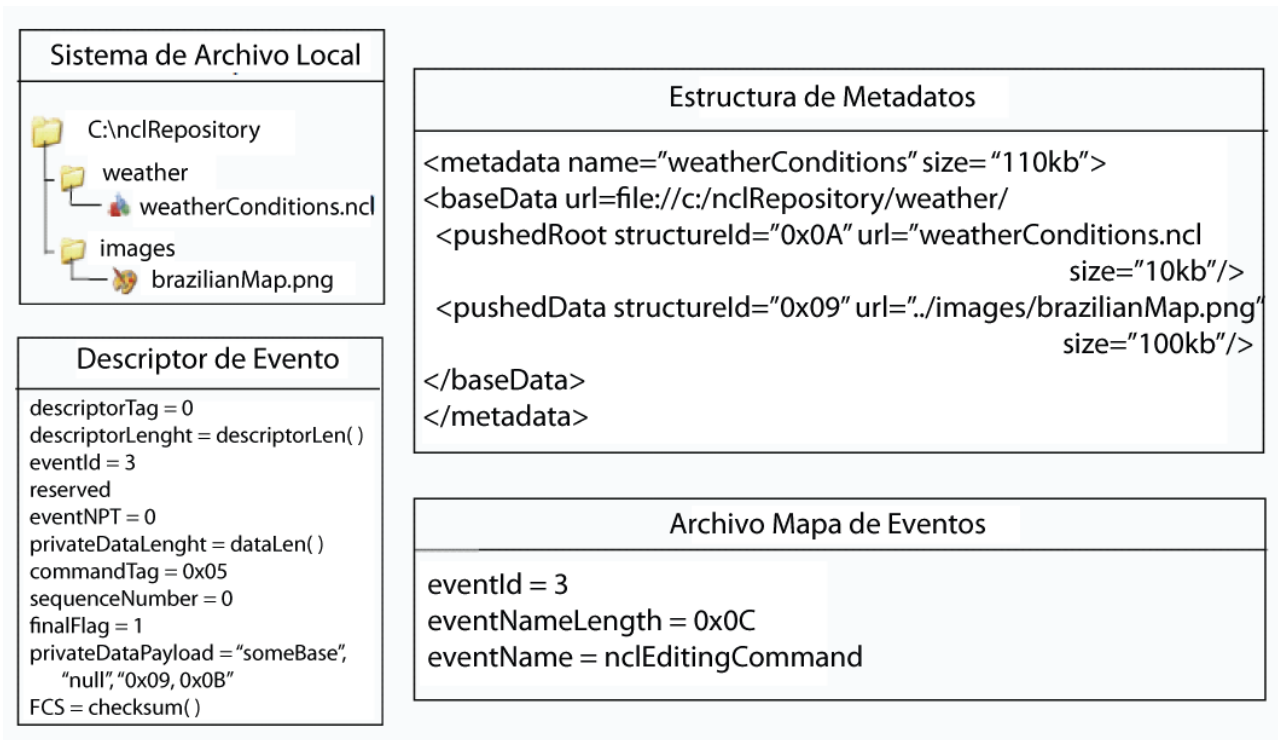 Sistema de Archivo Local
C:\nclRepository
weather
weatherConditions.ncl
images
brazilianMap.png
Descriptor de Evento
descriptorTag = 0
descriptorLenght = descriptorLen( )
eventId = 3
reserved
eventNPT = 0
privateDataLenght = dataLen( )
commandTag = 0x05
sequenceNumber = 0
finalFlag = 1
privateDataPayload = “someBase”,
“null”, “0x09, 0x0B”
FCS = checksum( )
Estructura de Metadatos
<metadata name=”weatherConditions” size= “110kb”>
<baseData url=file://c:/nclRepository/weather/
<pushedRoot structureId=”0x0A” url=”weatherConditions.ncl
size=”10kb”/>
<pushedData structureId=”0x09” url=”../images/brazilianMap.png”
size=”100kb”/>
</baseData>
</metadata>
Archivo Mapa de Eventos
eventId = 3
eventNameLength = 0x0C
eventName = nclEditingCommand